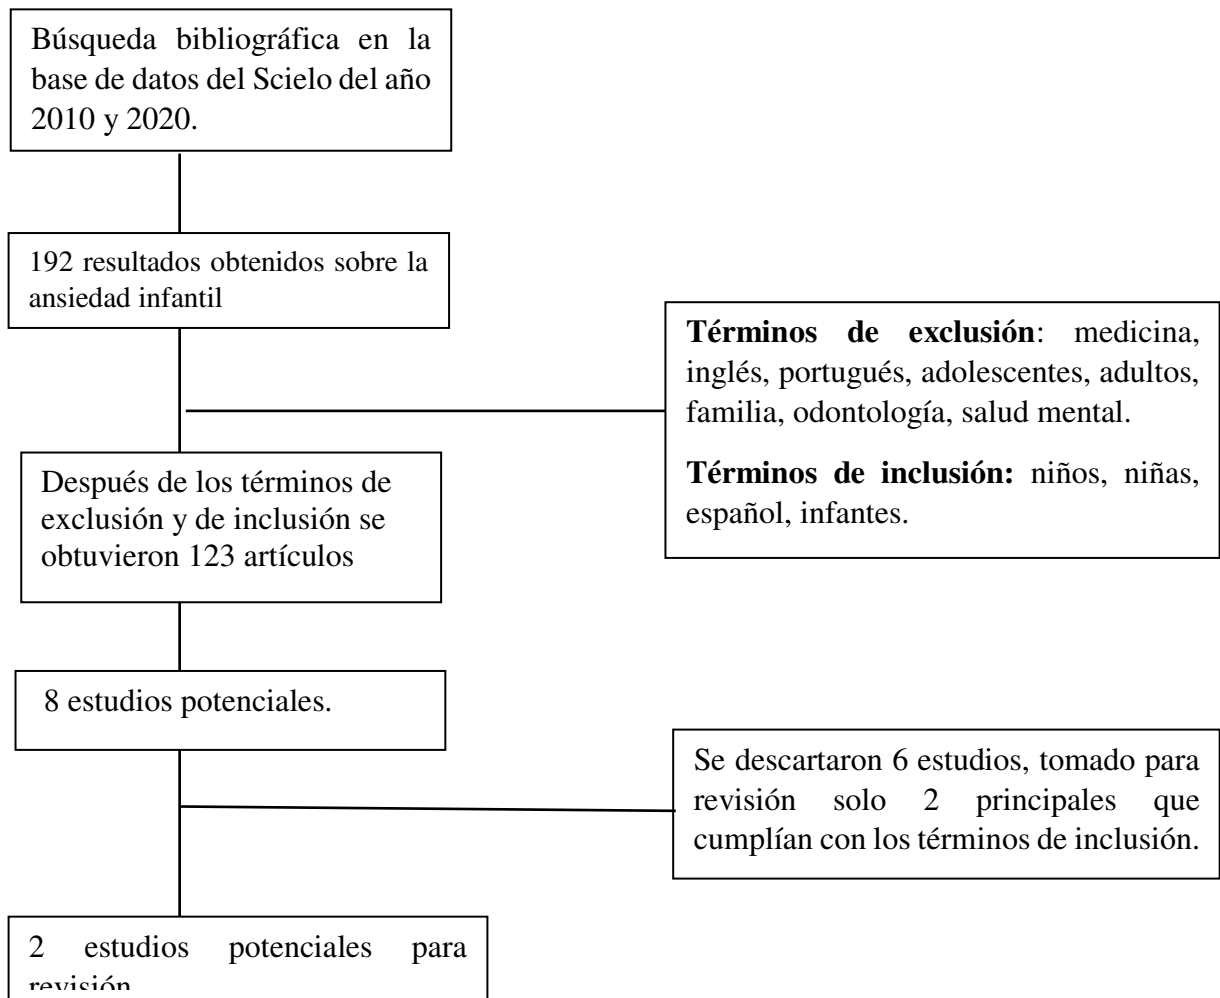 Búsqueda bibliográfica en la
base de datos del Scielo del año
2010 y 2020.
192 resultados obtenidos sobre la
ansiedad infantil
Términos de exclusión: medicina,
inglés, portugués, adolescentes, adultos,
familia, odontología, salud mental.
Términos de inclusión: niños, niñas,
español, infantes.
Después de los términos de
exclusión y de inclusión se
obtuvieron 123 artículos
8 estudios potenciales.
Se descartaron 6 estudios, tomado para
revisión solo 2 principales que
cumplían con los términos de inclusión.
2 estudios potenciales para
revisión